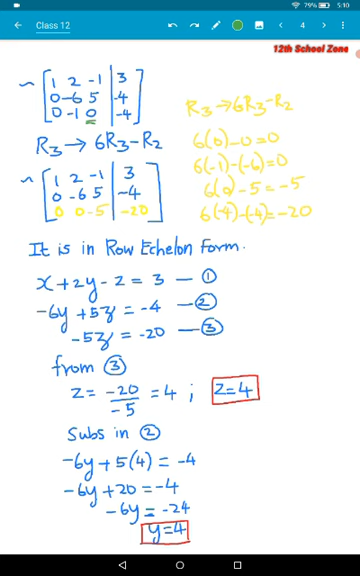 79% 5:10
Class 12
4
12th School Zone
~ [ 1 2 -1 | 3
0 -6 5 | -4
0 -1 0 | -4 ]
R3 → 6R3-R2
R3 → 6R3-R2
6(0)-0=0
6(-1)-(-6)=0
6(0)-5=-5
6(-4)-(-4)=-20
~ [ 1 2 -1 | 3
0 -6 5 | -4
0 0 -5 | -20 ]
It is in Row Echelon Form.
x+2y-z=3 — ①
-6y+5z=-4 — ②
-5z=-20 — ③
from ③
z= -20/-5 =4 ; z=4
Subs in ②
-6y+5(4)=-4
-6y+20=-4
-6y=-24
y=4